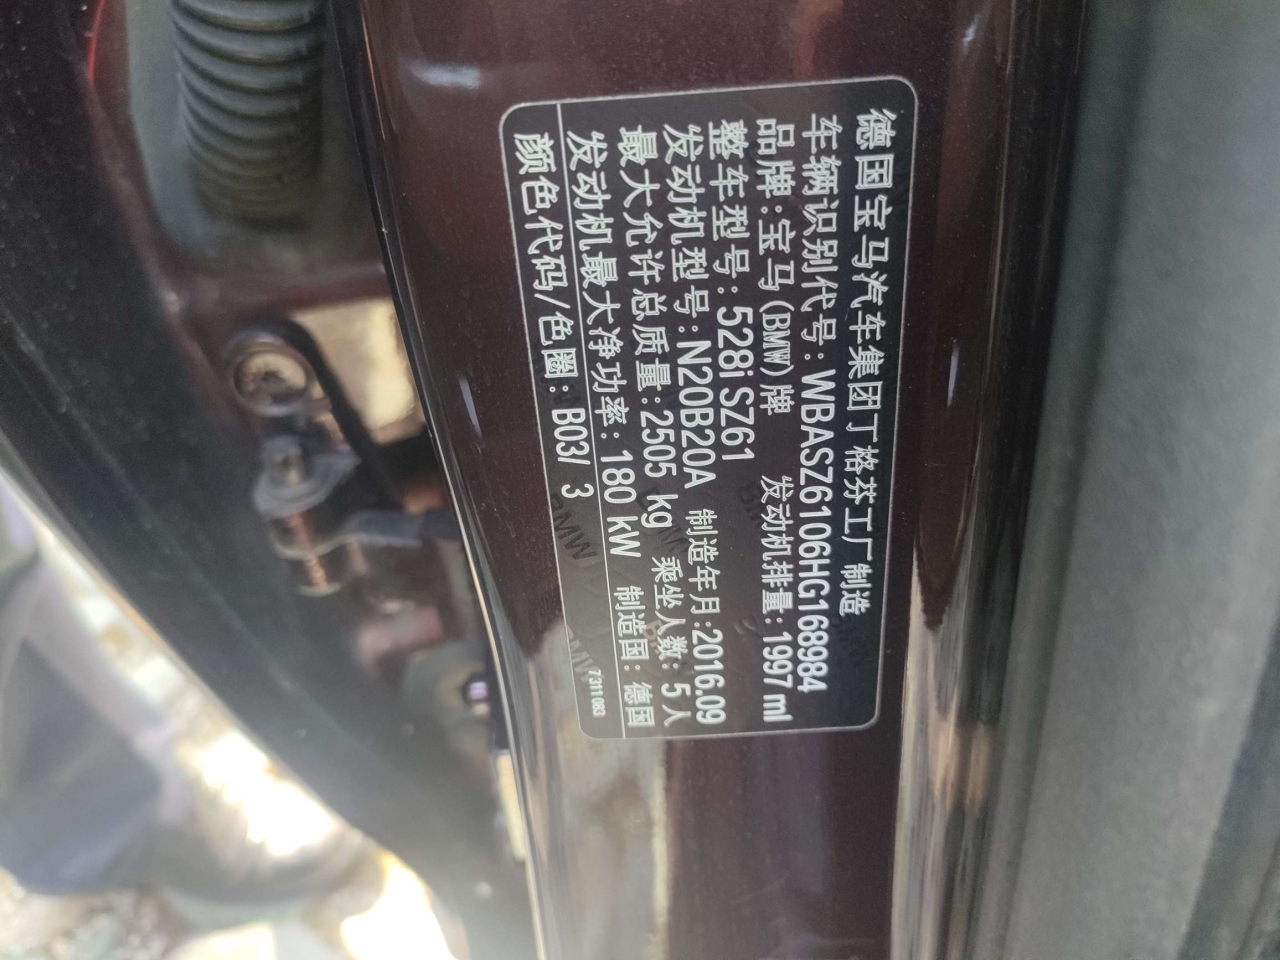 德国宝马汽车集团丁格芬工厂制造
车辆识别代号:WBASZ6106HG168984
品牌:宝马(BMW)牌 发动机排量:1997 ml
整车型号:528i SZ61
发动机型号:N20B20A 制造年月:2016.09
最大允许总质量:2505 kg 乘坐人数:5人
发动机最大净功率:180 kW 制造国:德国
颜色代码/色圈:B03/ 3
7311083